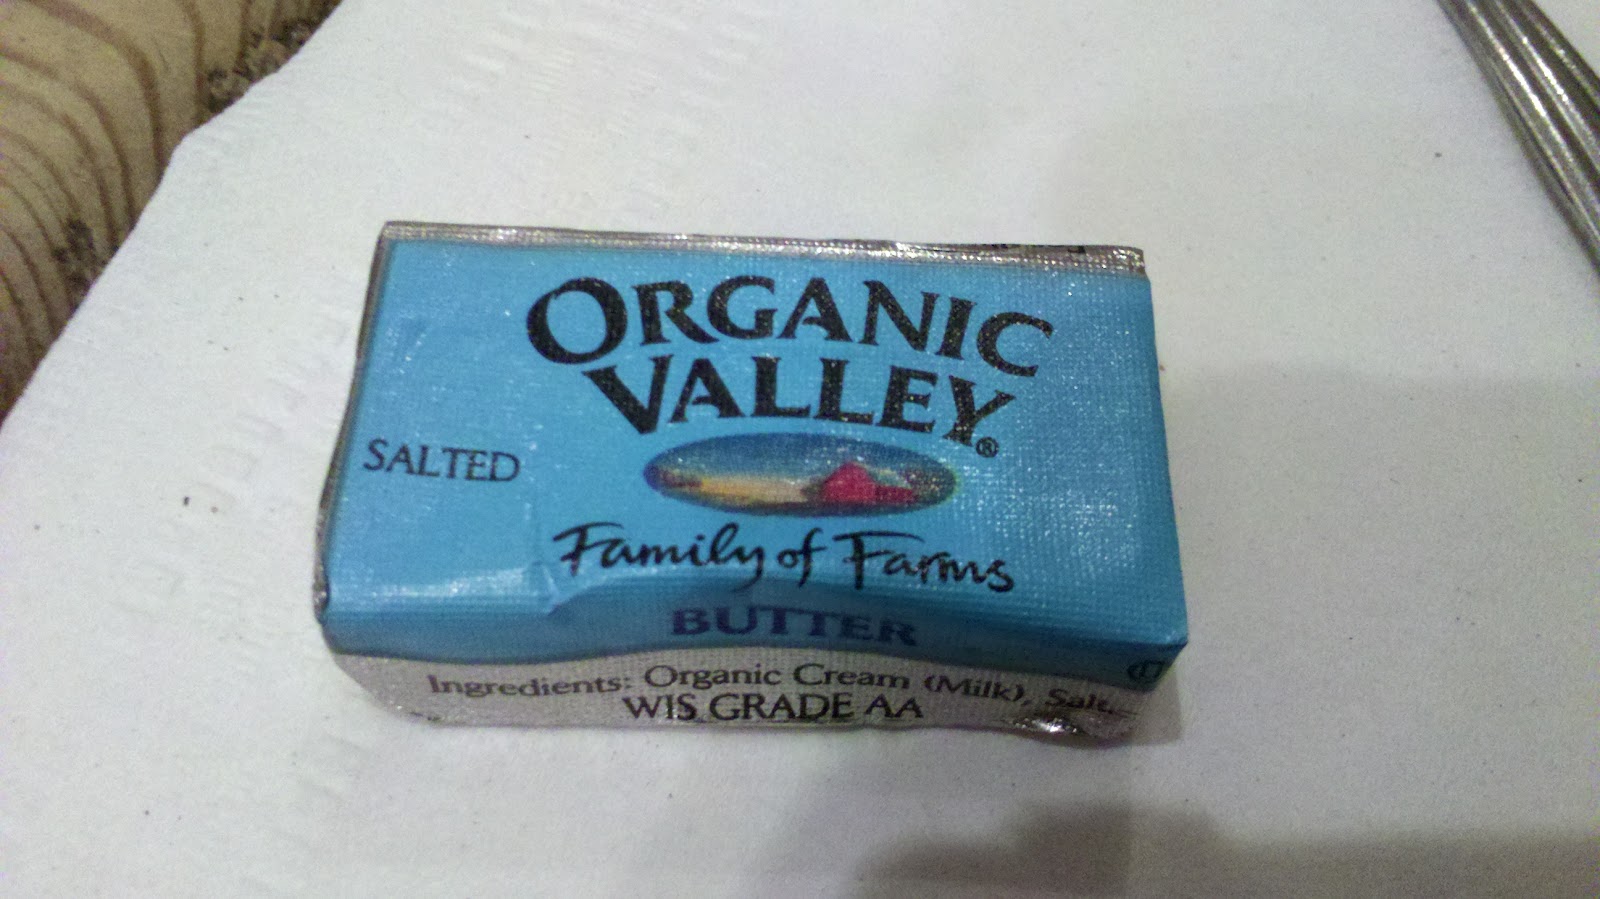 ORGANIC
VALLEY®
SALTED
Family of Farms
BUTTER
Ingredients: Organic Cream (Milk), Salt.
WIS GRADE AA